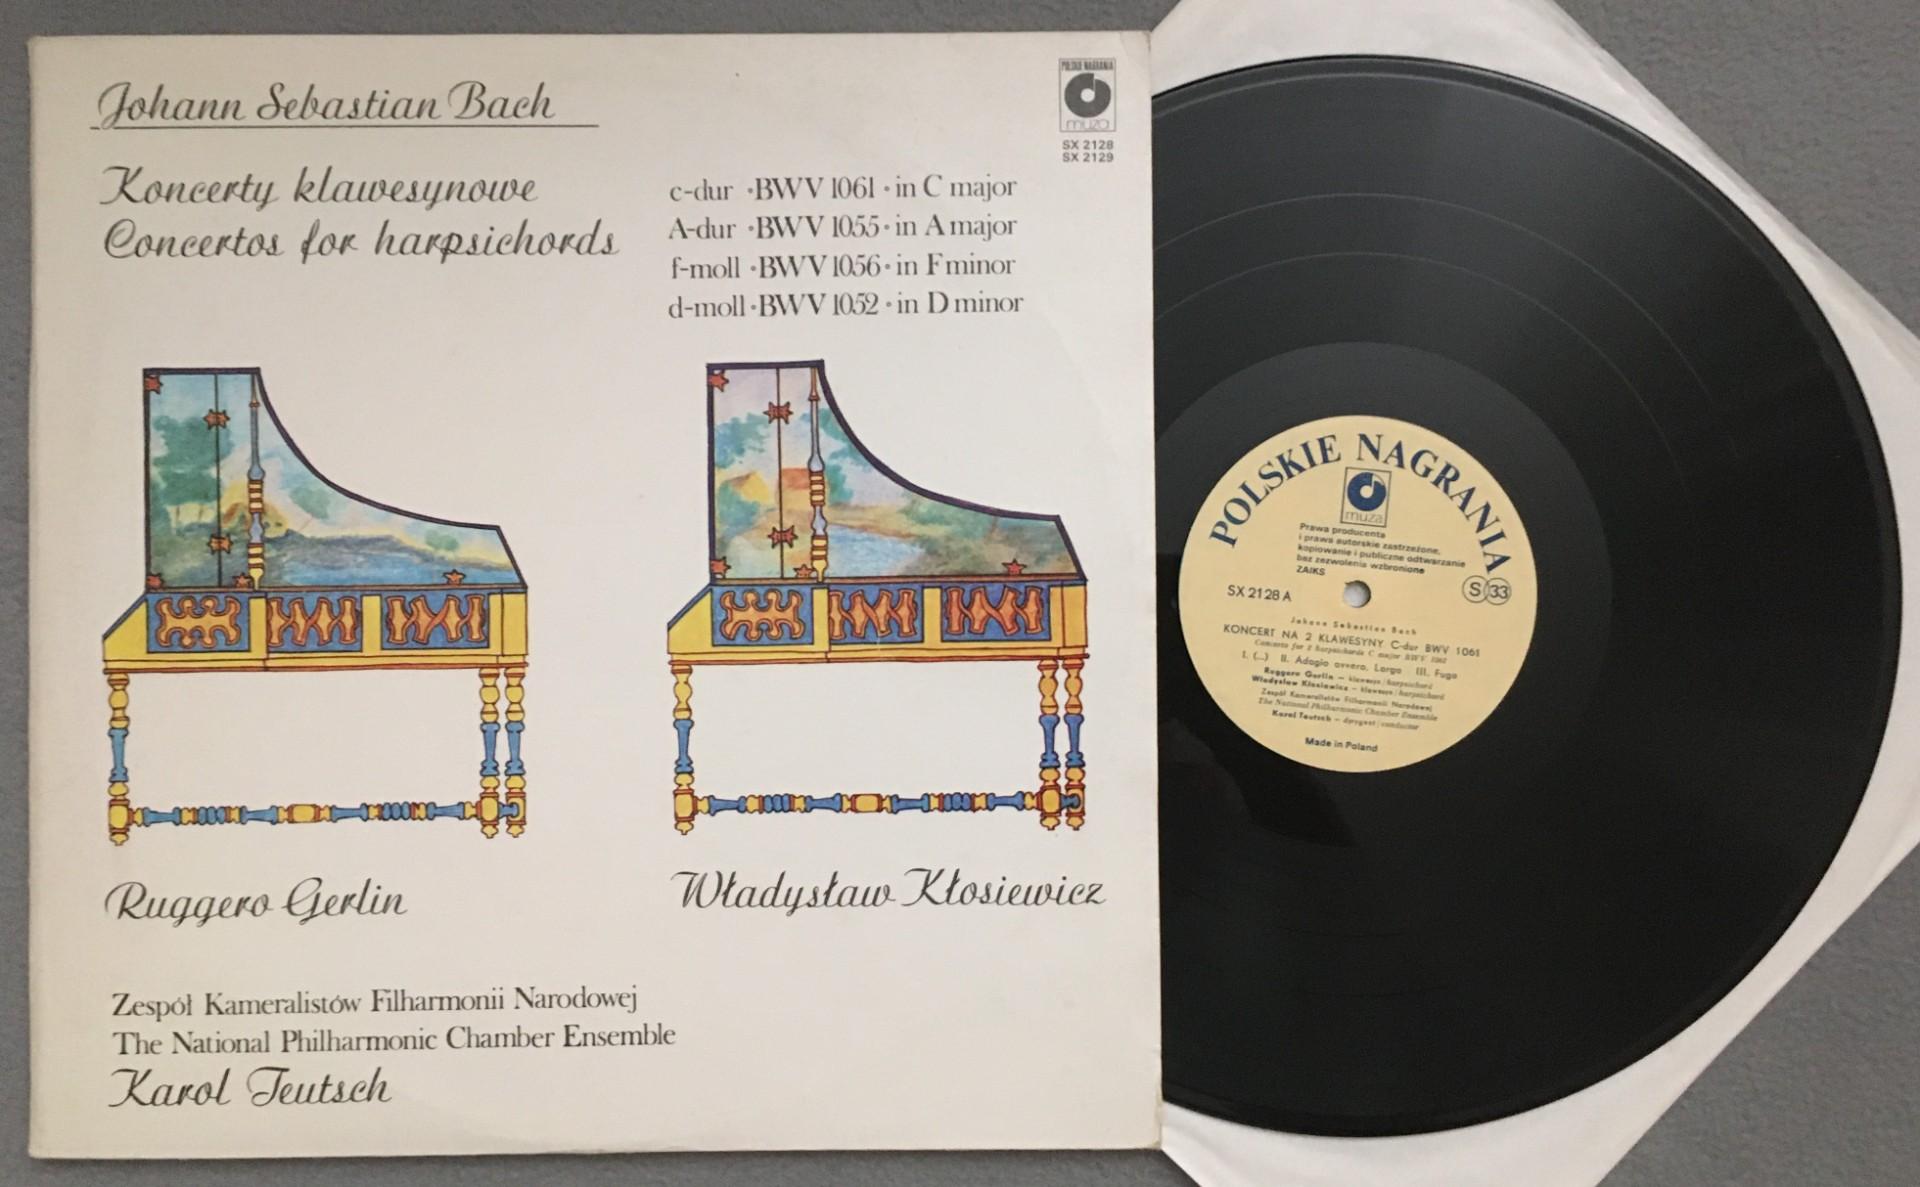 Johann Sebastian Bach
Koncerty klawesynowe
Concertos for harpsichords
c-dur •BWV 1061 • in C major
A-dur •BWV 1055 • in A major
f-moll •BWV 1056 • in F minor
d-moll •BWV 1052 • in D minor
POLSKIE NAGRANIA
muza
SX 2128
SX 2129
Ruggero Gerlin
Władysław Kłosiewicz
Zespół Kameralistów Filharmonii Narodowej
The National Philharmonic Chamber Ensemble
Karol Teutsch
POLSKIE NAGRANIA
muza
Prawa producenta
i prawa autorskie zastrzeżone,
kopiowanie i publiczne odtwarzanie
bez zezwolenia wzbronione
ZAIKS
SX 2128 A
S 33
Johann Sebastian Bach
KONCERT NA 2 KLAWESYNY C-dur BWV 1061
Concerto for 2 harpsichords C major BWV 1061
I. (...) II. Adagio ovvero, Largo III. Fuga
Ruggero Gerlin — klawesyn / harpsichord
Władysław Kłosiewicz — klawesyn / harpsichord
Zespół Kameralistów Filharmonii Narodowej
The National Philharmonic Chamber Ensemble
Karol Teutsch — dyrygent / conductor
Made in Poland